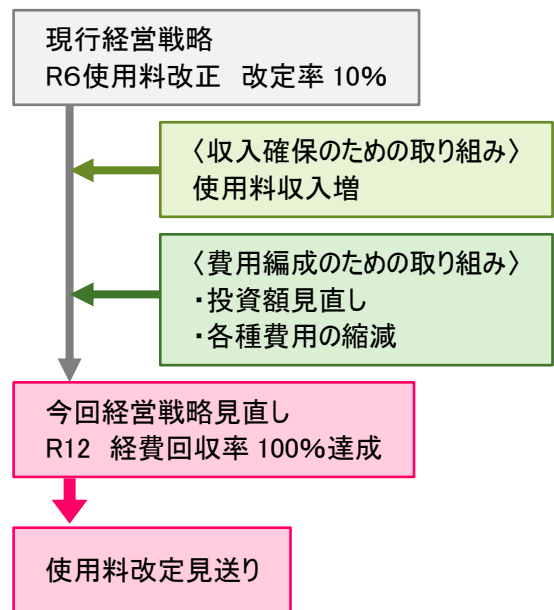 現行経営戦略
R6使用料改正 改定率 10%
〈収入確保のための取り組み〉
使用料収入増
〈費用編成のための取り組み〉
・投資額見直し
・各種費用の縮減
今回経営戦略見直し
R12 経費回収率 100%達成
使用料改定見送り